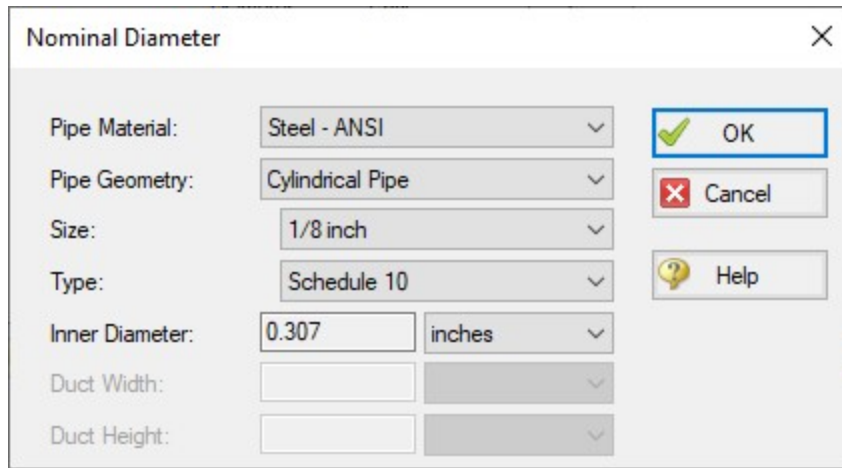 Nominal Diameter
Pipe Material: Steel - ANSI OK
Pipe Geometry: Cylindrical Pipe Cancel
Size: 1/8 inch
Type: Schedule 10 Help
Inner Diameter: 0.307 inches
Duct Width:
Duct Height: